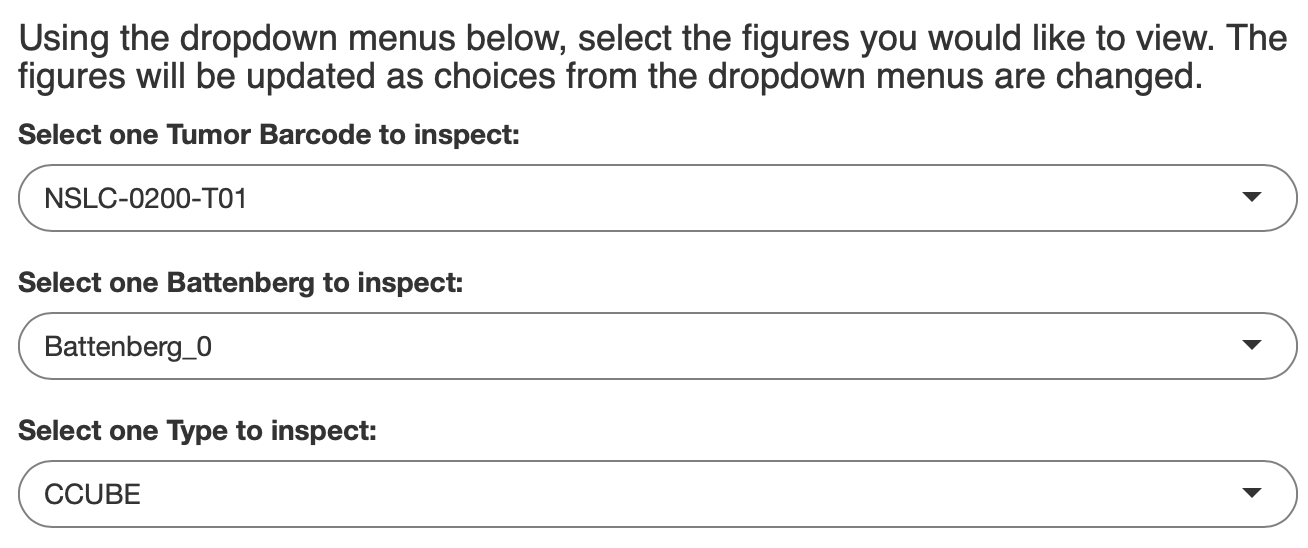 Using the dropdown menus below, select the figures you would like to view. The
figures will be updated as choices from the dropdown menus are changed.
Select one Tumor Barcode to inspect:
NSLC-0200-T01
Select one Battenberg to inspect:
Battenberg_0
Select one Type to inspect:
CCUBE